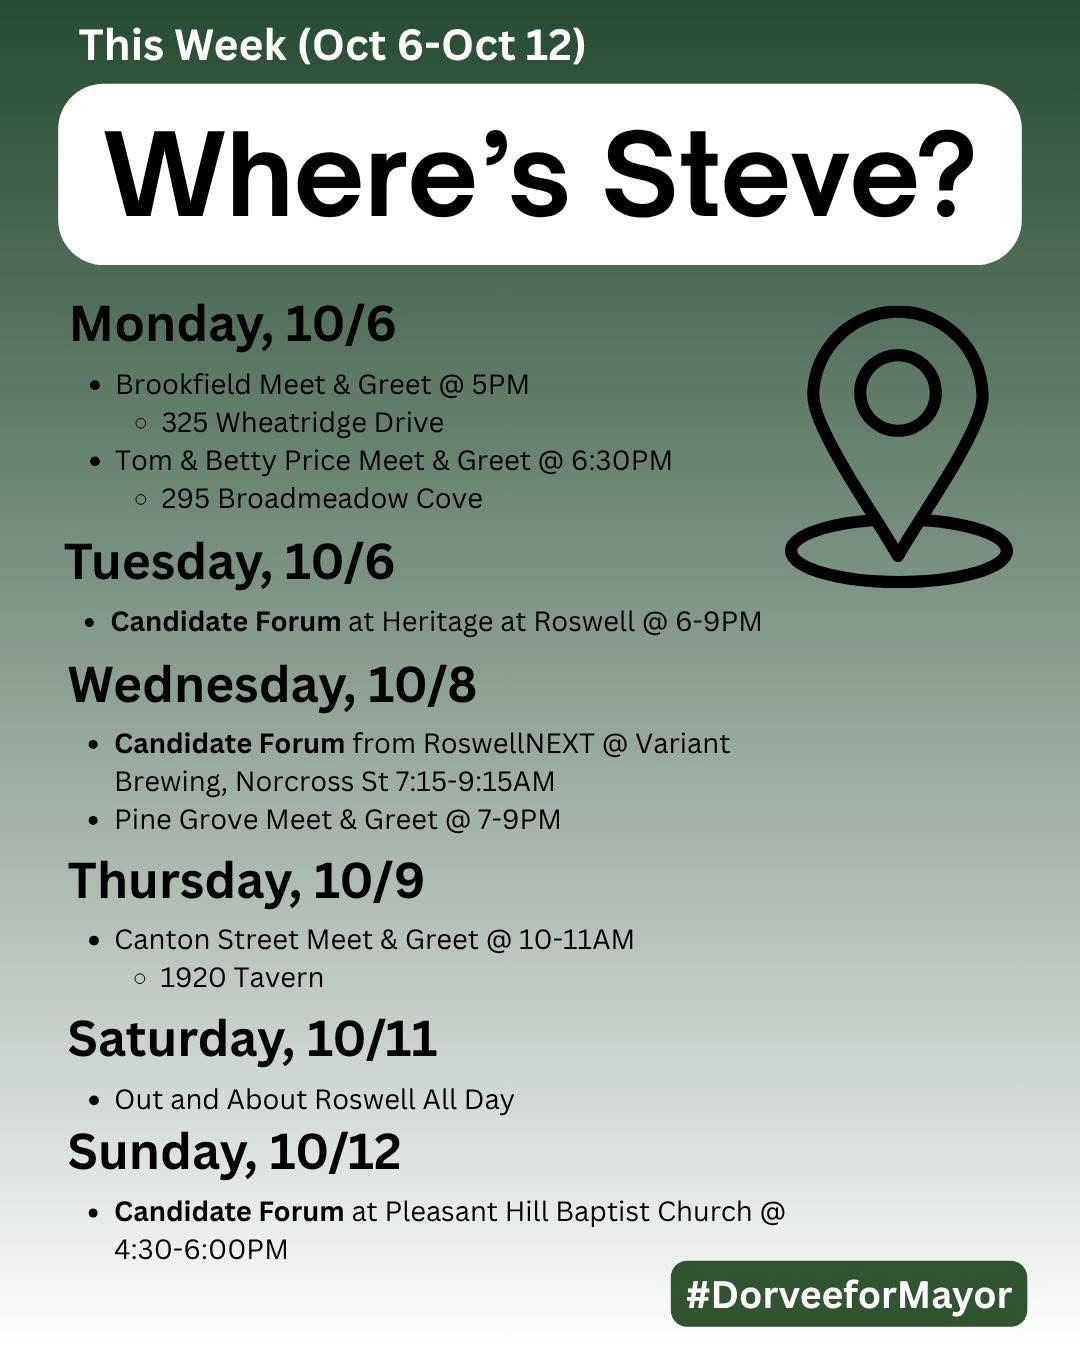 This Week (Oct 6-Oct 12)
Where's Steve?
Monday, 10/6
• Brookfield Meet & Greet @ 5PM
○ 325 Wheatridge Drive
• Tom & Betty Price Meet & Greet @ 6:30PM
○ 295 Broadmeadow Cove
Tuesday, 10/6
• Candidate Forum at Heritage at Roswell @ 6-9PM
Wednesday, 10/8
• Candidate Forum from RoswellNEXT @ Variant
Brewing, Norcross St 7:15-9:15AM
• Pine Grove Meet & Greet @ 7-9PM
Thursday, 10/9
• Canton Street Meet & Greet @ 10-11AM
○ 1920 Tavern
Saturday, 10/11
• Out and About Roswell All Day
Sunday, 10/12
• Candidate Forum at Pleasant Hill Baptist Church @
4:30-6:00PM
#DorveeforMayor